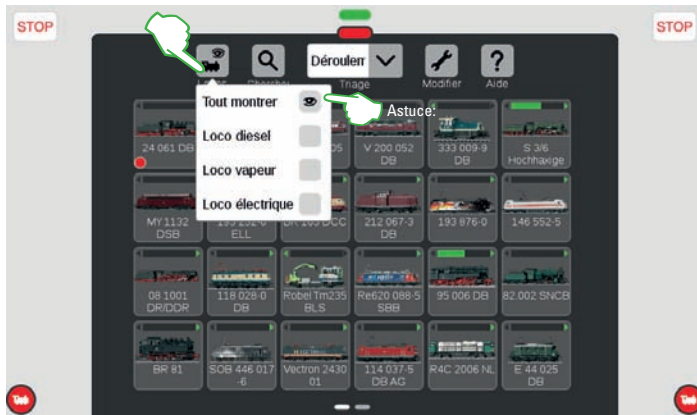 STOP
STOP
Déroulerr
Chercher
Triage
Modifier
Aide
Tout montrer
Loco diesel
Loco vapeur
Loco électrique
Astuce:
24 061 DB
V 200 052
DB
333 009-9
DB
S 3/6
Hochhaxige
MY 1132
DSB
ELL
212 067-3
DB
193 876-0
146 552-5
08 1001
DR/DDR
118 028-0
DB
Robel Tm235
BLS
Re620 088-5
SBB
95 006 DB
82.002 SNCB
BR 81
SOB 446 017
-6
Vectron 2430
01
114 037-5
DB AG
R4C 2006 NL
E 44 025
DB